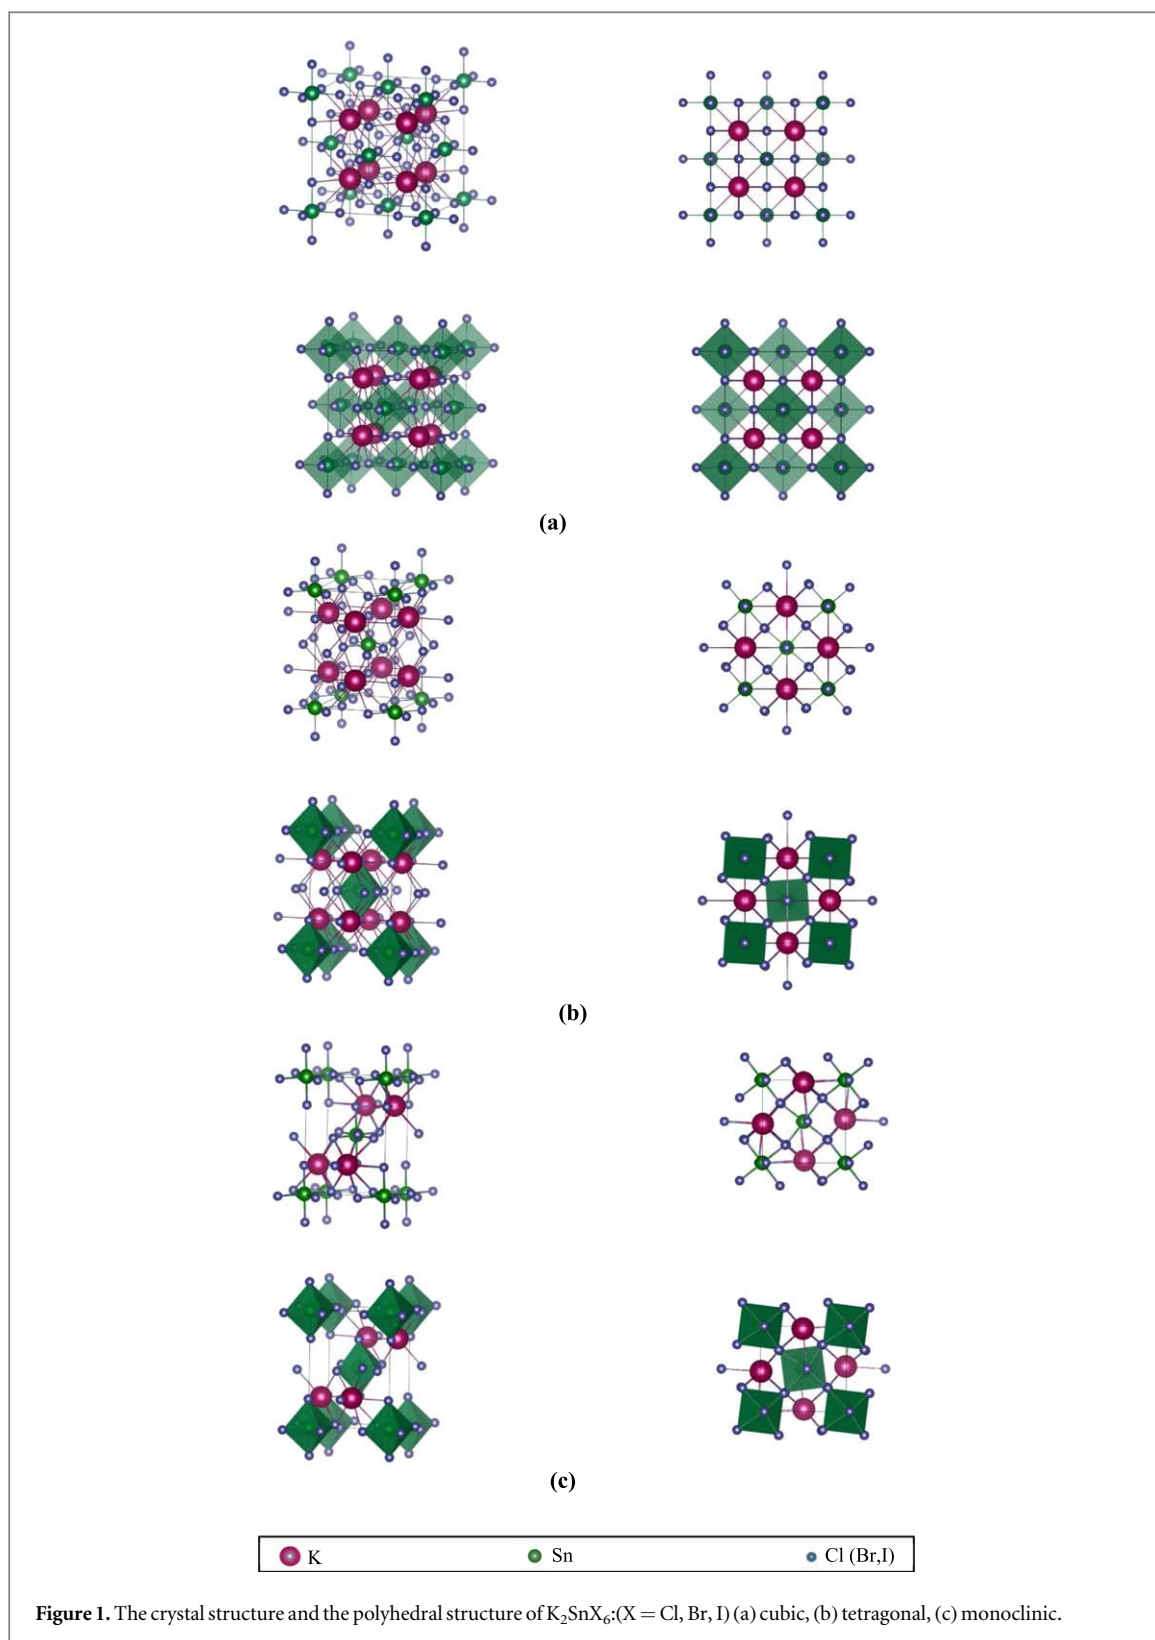 (a)
(b)
(c)
K Sn Cl (Br,I)
Figure 1. The crystal structure and the polyhedral structure of K₂SnX₆:(X = Cl, Br, I) (a) cubic, (b) tetragonal, (c) monoclinic.